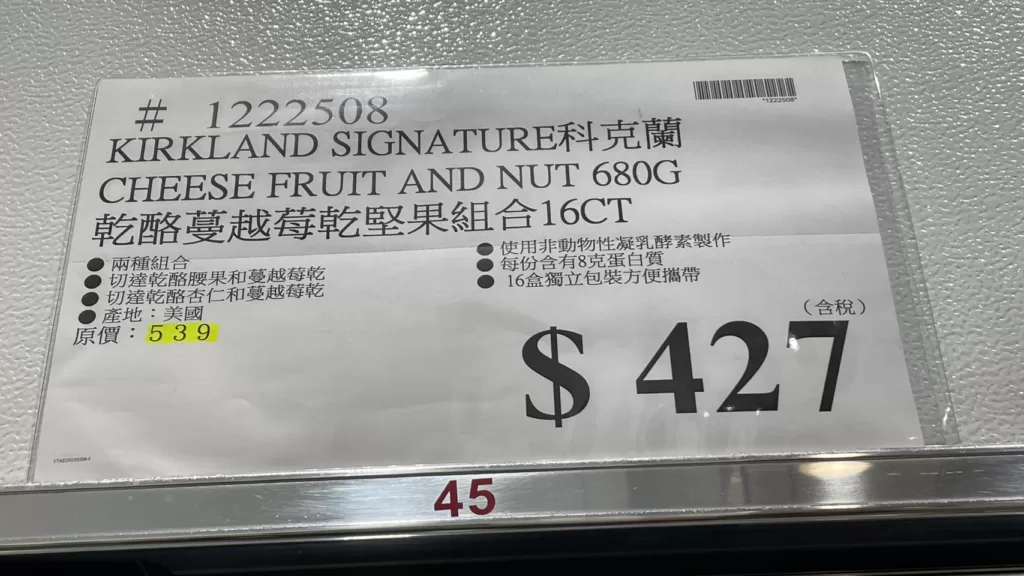 # 1222508
*1222508*
KIRKLAND SIGNATURE科克蘭
CHEESE FRUIT AND NUT 680G
乾酪蔓越莓乾堅果組合16CT
●兩種組合
●切達乾酪腰果和蔓越莓乾
●切達乾酪杏仁和蔓越莓乾
●產地：美國
原價：539
●使用非動物性凝乳酵素製作
●每份含有8克蛋白質
●16盒獨立包裝方便攜帶
（含稅）
$ 427
45